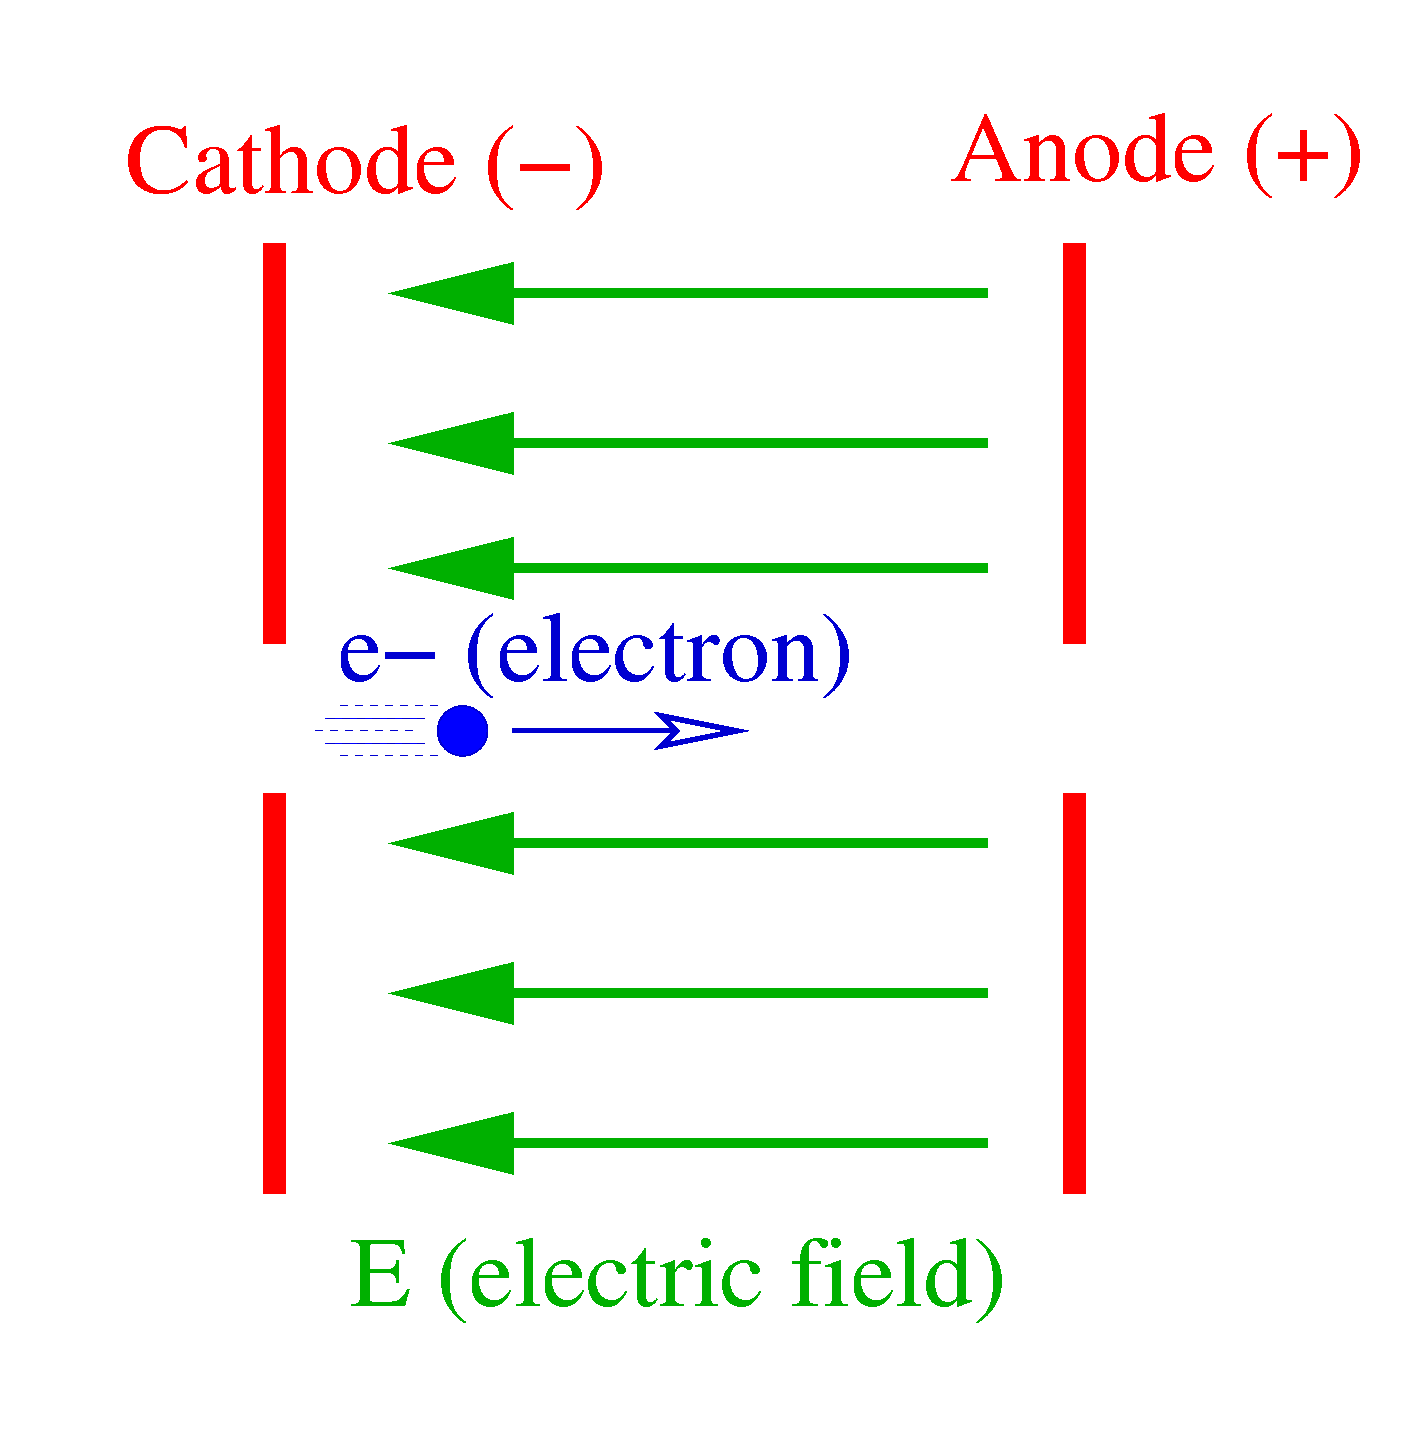 Cathode (−)
Anode (+)
e− (electron)
E (electric field)